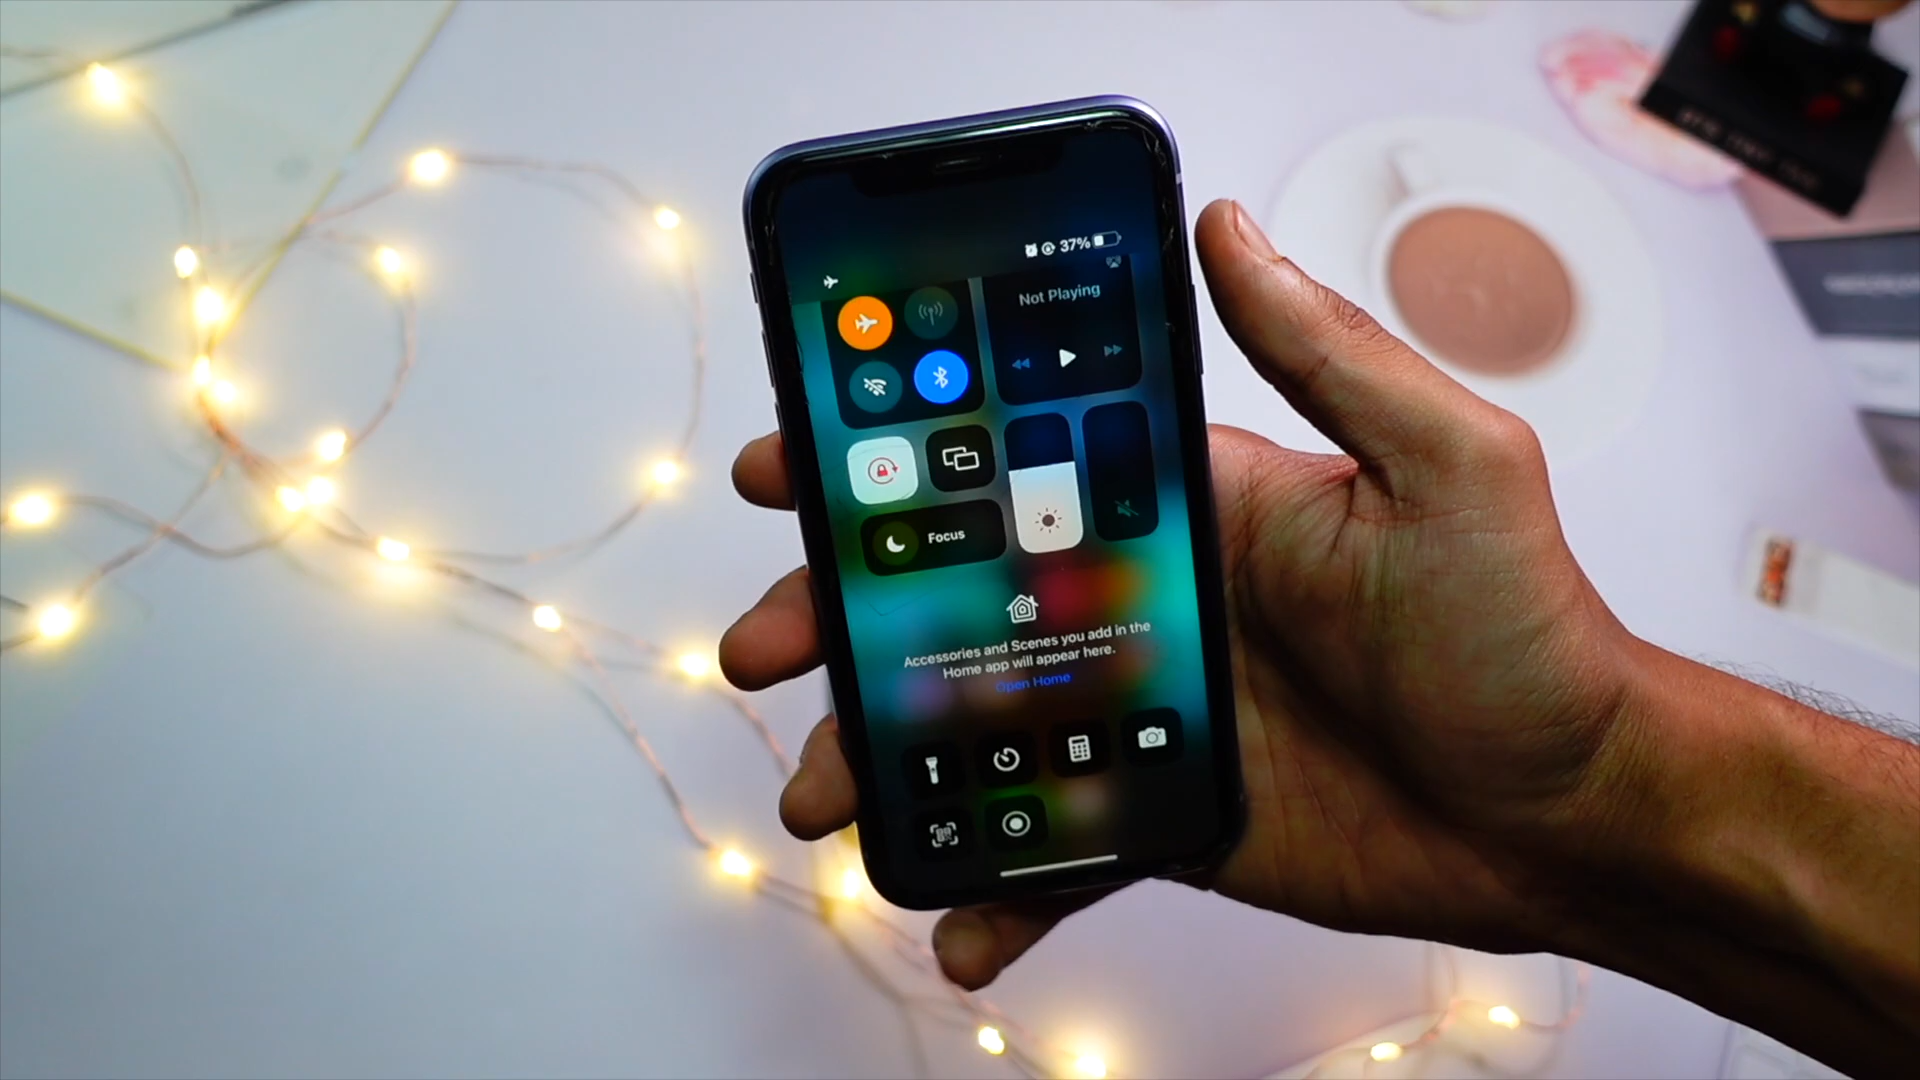 37%
Not Playing
Focus
Accessories and Scenes you add in the
Home app will appear here.
Open Home